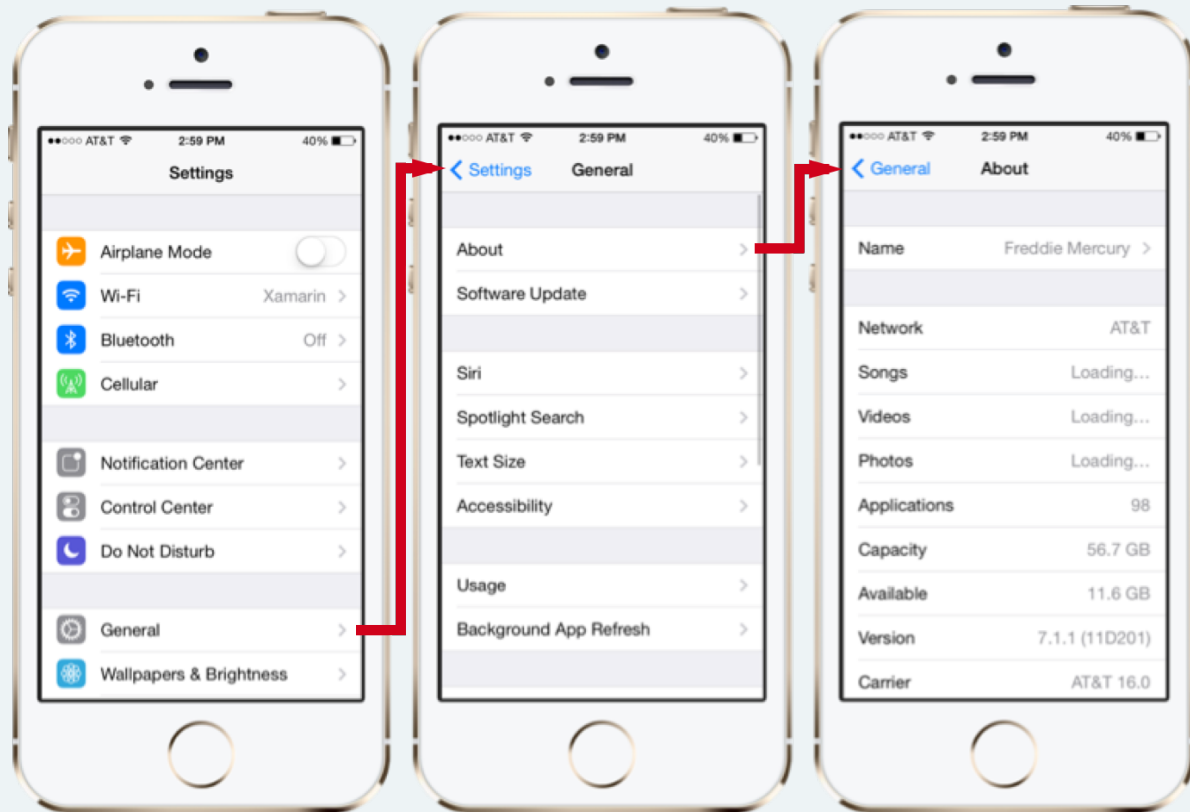 AT&T 2:59 PM 40%
Settings
Airplane Mode
Wi-Fi Xamarin
Bluetooth Off
Cellular
Notification Center
Control Center
Do Not Disturb
General
Wallpapers & Brightness
AT&T 2:59 PM 40%
Settings General
About
Software Update
Siri
Spotlight Search
Text Size
Accessibility
Usage
Background App Refresh
AT&T 2:59 PM 40%
General About
Name Freddie Mercury
Network AT&T
Songs Loading...
Videos Loading...
Photos Loading...
Applications 98
Capacity 56.7 GB
Available 11.6 GB
Version 7.1.1 (11D201)
Carrier AT&T 16.0